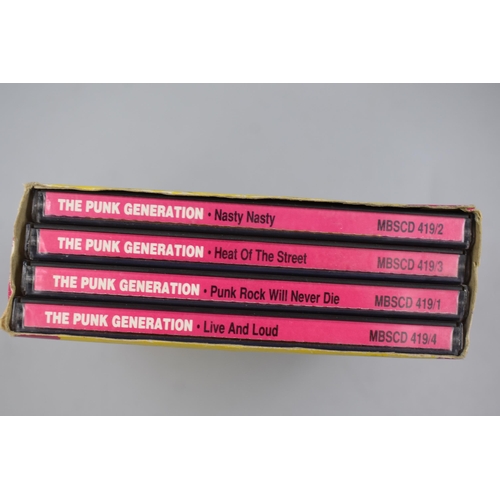 THE PUNK GENERATION • Nasty Nasty MBSCD 419/2
THE PUNK GENERATION • Heat Of The Street MBSCD 419/3
THE PUNK GENERATION • Punk Rock Will Never Die MBSCD 419/1
THE PUNK GENERATION • Live And Loud MBSCD 419/4